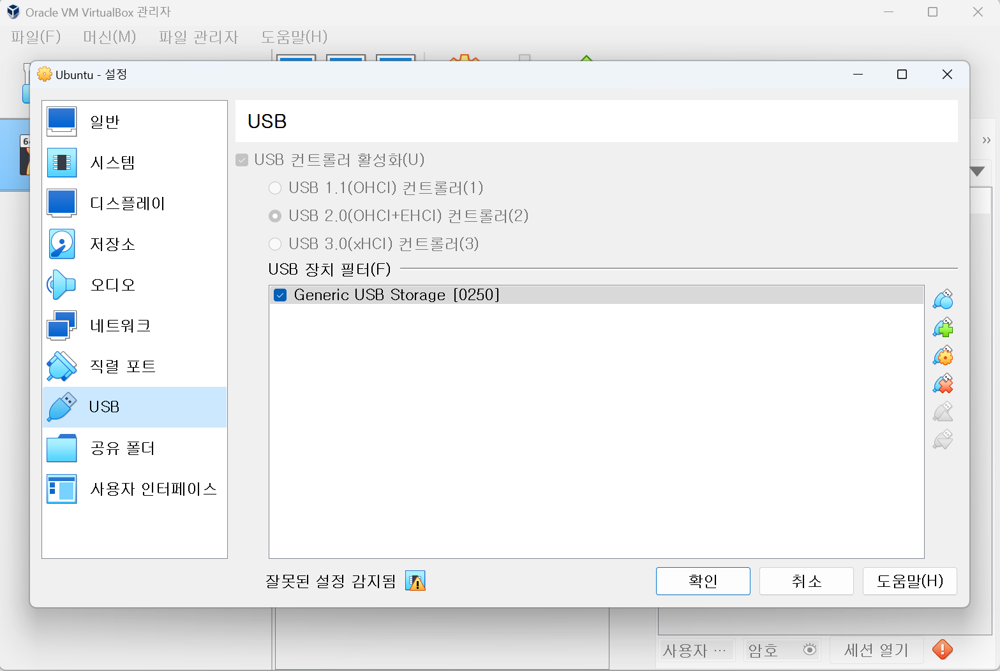 Oracle VM VirtualBox 관리자
파일(F) 머신(M) 파일 관리자 도움말(H)
Ubuntu - 설정
일반
시스템
디스플레이
저장소
오디오
네트워크
직렬 포트
USB
공유 폴더
사용자 인터페이스
USB
USB 컨트롤러 활성화(U)
USB 1.1(OHCI) 컨트롤러(1)
USB 2.0(OHCI+EHCI) 컨트롤러(2)
USB 3.0(xHCI) 컨트롤러(3)
USB 장치 필터(F)
Generic USB Storage [0250]
잘못된 설정 감지됨
확인 취소 도움말(H)
사용자 ··· 암호 세션 열기